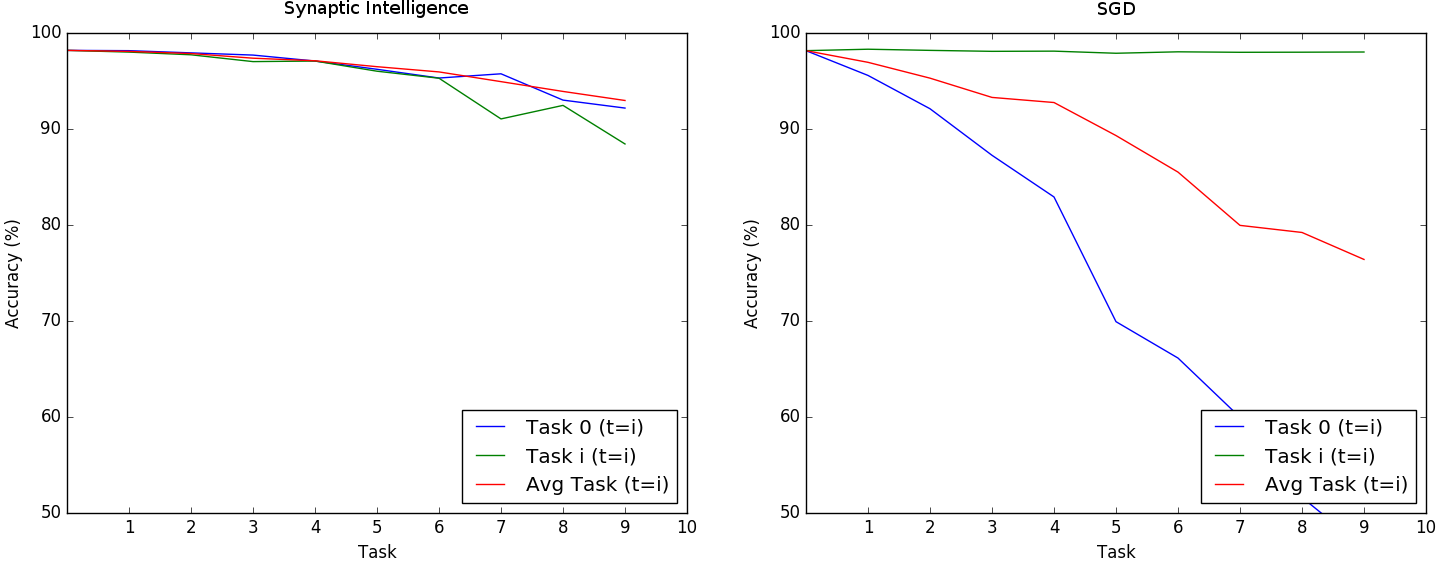 Synaptic Intelligence
100
90
80
70
60
50
Accuracy (%)
1 2 3 4 5 6 7 8 9 10
Task
Task 0 (t=i)
Task i (t=i)
Avg Task (t=i)
SGD
100
90
80
70
60
50
Accuracy (%)
1 2 3 4 5 6 7 8 9 10
Task
Task 0 (t=i)
Task i (t=i)
Avg Task (t=i)